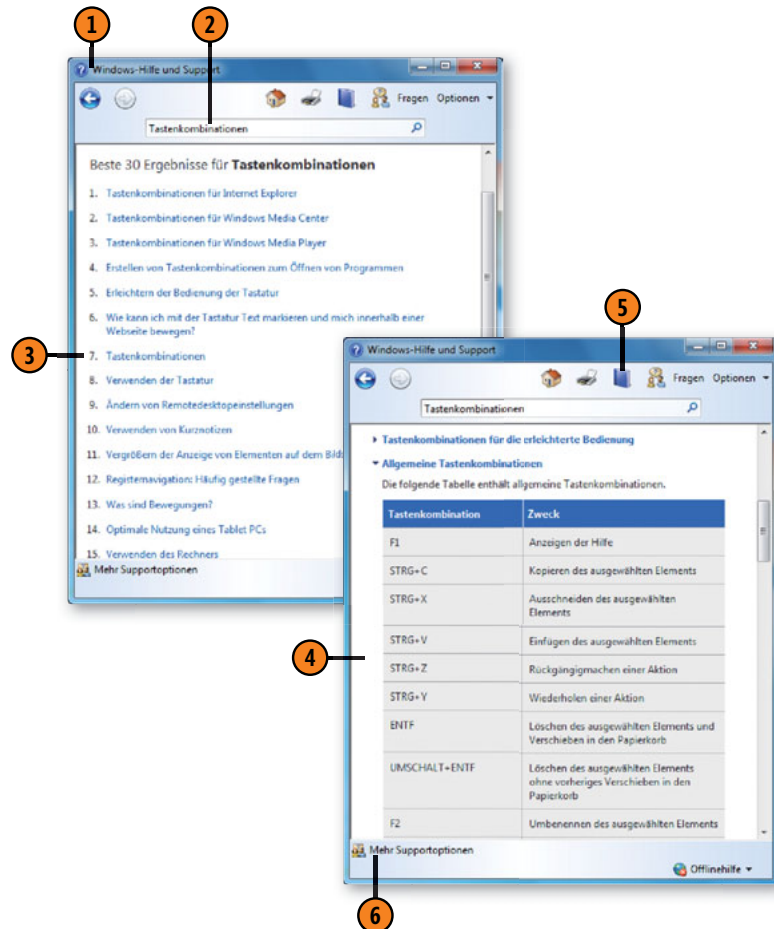 1
2
Windows-Hilfe und Support
Fragen Optionen
Tastenkombinationen
Beste 30 Ergebnisse für Tastenkombinationen
1. Tastenkombinationen für Internet Explorer
2. Tastenkombinationen für Windows Media Center
3. Tastenkombinationen für Windows Media Player
4. Erstellen von Tastenkombinationen zum Öffnen von Programmen
5. Erleichtern der Bedienung der Tastatur
6. Wie kann ich mit der Tastatur Text markieren und mich innerhalb einer
Webseite bewegen?
3
7. Tastenkombinationen
8. Verwenden der Tastatur
9. Ändern von Remotedesktopeinstellungen
10. Verwenden von Kurznotizen
11. Vergrößern der Anzeige von Elementen auf dem Bild
12. Registernavigation: Häufig gestellte Fragen
13. Was sind Bewegungen?
14. Optimale Nutzung eines Tablet PCs
15. Verwenden des Rechners
Mehr Supportoptionen
5
Windows-Hilfe und Support
Fragen Optionen
Tastenkombinationen
Tastenkombinationen für die erleichterte Bedienung
Allgemeine Tastenkombinationen
Die folgende Tabelle enthält allgemeine Tastenkombinationen.
Tastenkombination Zweck
F1 Anzeigen der Hilfe
STRG+C Kopieren des ausgewählten Elements
STRG+X Ausschneiden des ausgewählten
Elements
STRG+V Einfügen des ausgewählten Elements
4
STRG+Z Rückgängigmachen einer Aktion
STRG+Y Wiederholen einer Aktion
ENTF Löschen des ausgewählten Elements und
Verschieben in den Papierkorb
UMSCHALT+ENTF Löschen des ausgewählten Elements
ohne vorheriges Verschieben in den
Papierkorb
F2 Umbenennen des ausgewählten Elements
Mehr Supportoptionen
Offlinehilfe
6